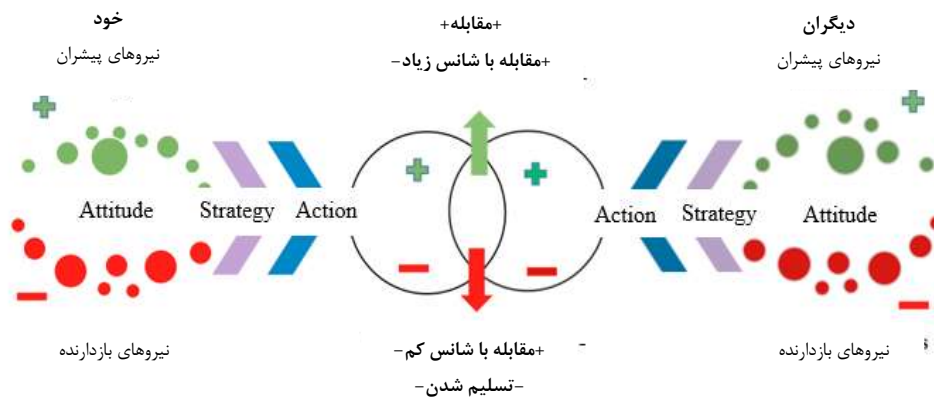 خود
نیروهای پیشران
+مقابله+
+مقابله با شانس زیاد-
دیگران
نیروهای پیشران
Attitude
Strategy
Action
Action
Strategy
Attitude
نیروهای بازدارنده
+مقابله با شانس کم-
-تسلیم شدن-
نیروهای بازدارنده
s